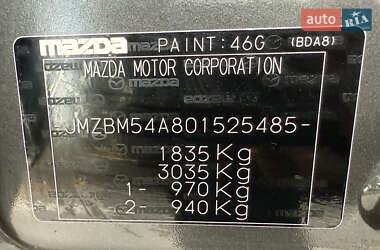 auto RIA
mazda PAINT:46G (BDA8)
MAZDA MOTOR CORPORATION
JMZBM54A801525485-
1835 Kg
3035 Kg
1- 970 Kg
2- 940 Kg